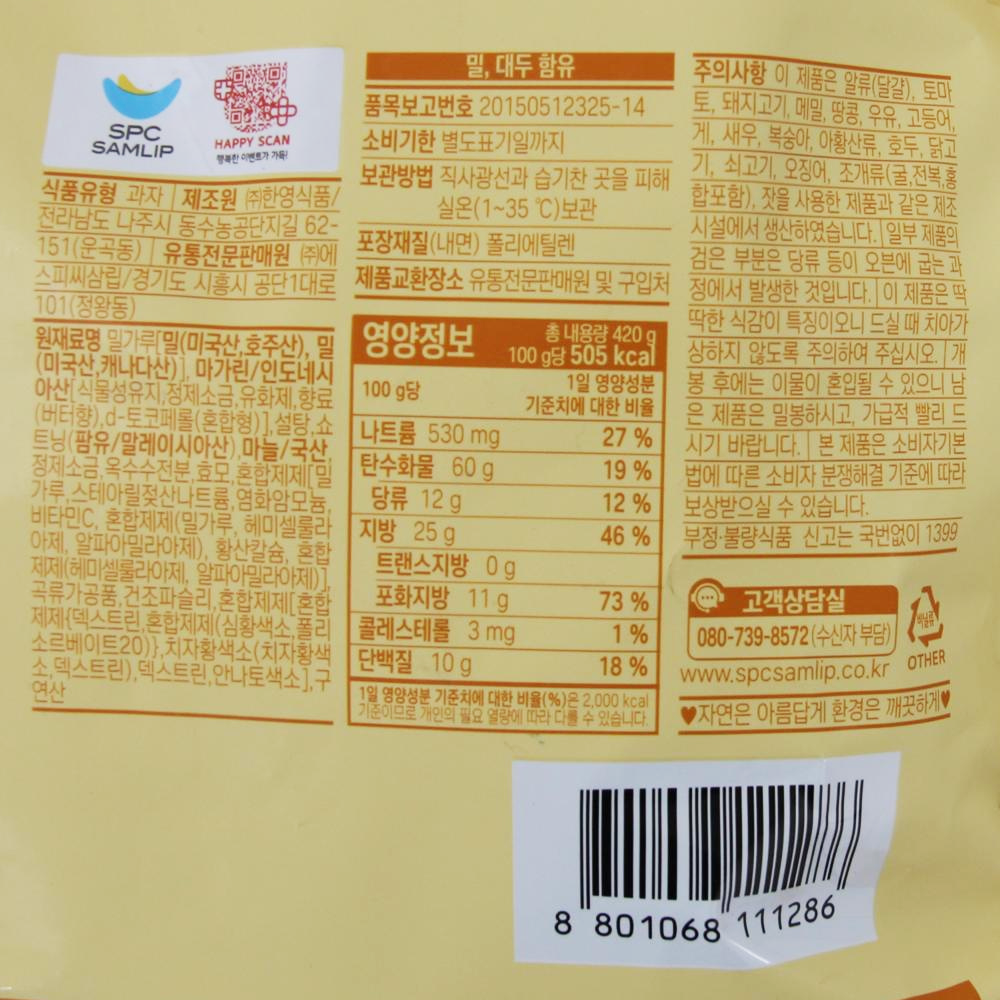 SPC
SAMLIP
HAPPY SCAN
행복한 이벤트가 가득!
식품유형 과자 | 제조원 ㈜한영식품/
전라남도 나주시 동수농공단지길 62-
151(운곡동) | 유통전문판매원 ㈜에
스피씨삼립/경기도 시흥시 공단1대로
101(정왕동)
원재료명 밀가루[밀(미국산,호주산), 밀
(미국산,캐나다산)], 마가린/인도네시
아산[식물성유지,정제소금,유화제,향료
(버터향),d-토코페롤(혼합형)],설탕,쇼
트닝(팜유/말레이시아산),마늘/국산,
정제소금,옥수수전분,효모,혼합제제[밀
가루,스테아릴젖산나트륨,염화암모늄,
비타민C, 혼합제제(밀가루, 헤미셀룰라
아제, 알파아밀라아제), 황산칼슘, 혼합
제제(헤미셀룰라아제, 알파아밀라아제)],
곡류가공품,건조파슬리,혼합제제[혼합
제제{덱스트린,혼합제제(심황색소,폴리
소르베이트20)},치자황색소(치자황색
소,덱스트린),덱스트린,안나토색소],구
연산
밀, 대두 함유
품목보고번호 20150512325-14
소비기한 별도표기일까지
보관방법 직사광선과 습기찬 곳을 피해
실온(1~35 ℃)보관
포장재질(내면) 폴리에틸렌
제품교환장소 유통전문판매원 및 구입처
영양정보
총 내용량 420 g
100 g당 505 kcal
100 g당
1일 영양성분
기준치에 대한 비율
나트륨 530 mg 27 %
탄수화물 60 g 19 %
당류 12 g 12 %
지방 25 g 46 %
트랜스지방 0 g
포화지방 11 g 73 %
콜레스테롤 3 mg 1 %
단백질 10 g 18 %
1일 영양성분 기준치에 대한 비율(%)은 2,000 kcal
기준이므로 개인의 필요 열량에 따라 다를 수 있습니다.
주의사항 이 제품은 알류(달걀), 토마
토, 돼지고기, 메밀, 땅콩, 우유, 고등어,
게, 새우, 복숭아, 아황산류, 호두, 닭고
기, 쇠고기, 오징어, 조개류(굴,전복,홍
합포함), 잣을 사용한 제품과 같은 제조
시설에서 생산하였습니다. | 일부 제품의
검은 부분은 당류 등이 오븐에 굽는 과
정에서 발생한 것입니다. | 이 제품은 딱
딱한 식감이 특징이오니 드실 때 치아가
상하지 않도록 주의하여 주십시오. | 개
봉 후에는 이물이 혼입될 수 있으니 남
은 제품은 밀봉하시고, 가급적 빨리 드
시기 바랍니다. | 본 제품은 소비자기본
법에 따른 소비자 분쟁해결 기준에 따라
보상받으실 수 있습니다.
부정·불량식품 신고는 국번없이 1399
고객상담실
080-739-8572(수신자 부담)
www.spcsamlip.co.kr
비닐류
OTHER
♥자연은 아름답게 환경은 깨끗하게♥
8 801068 111286